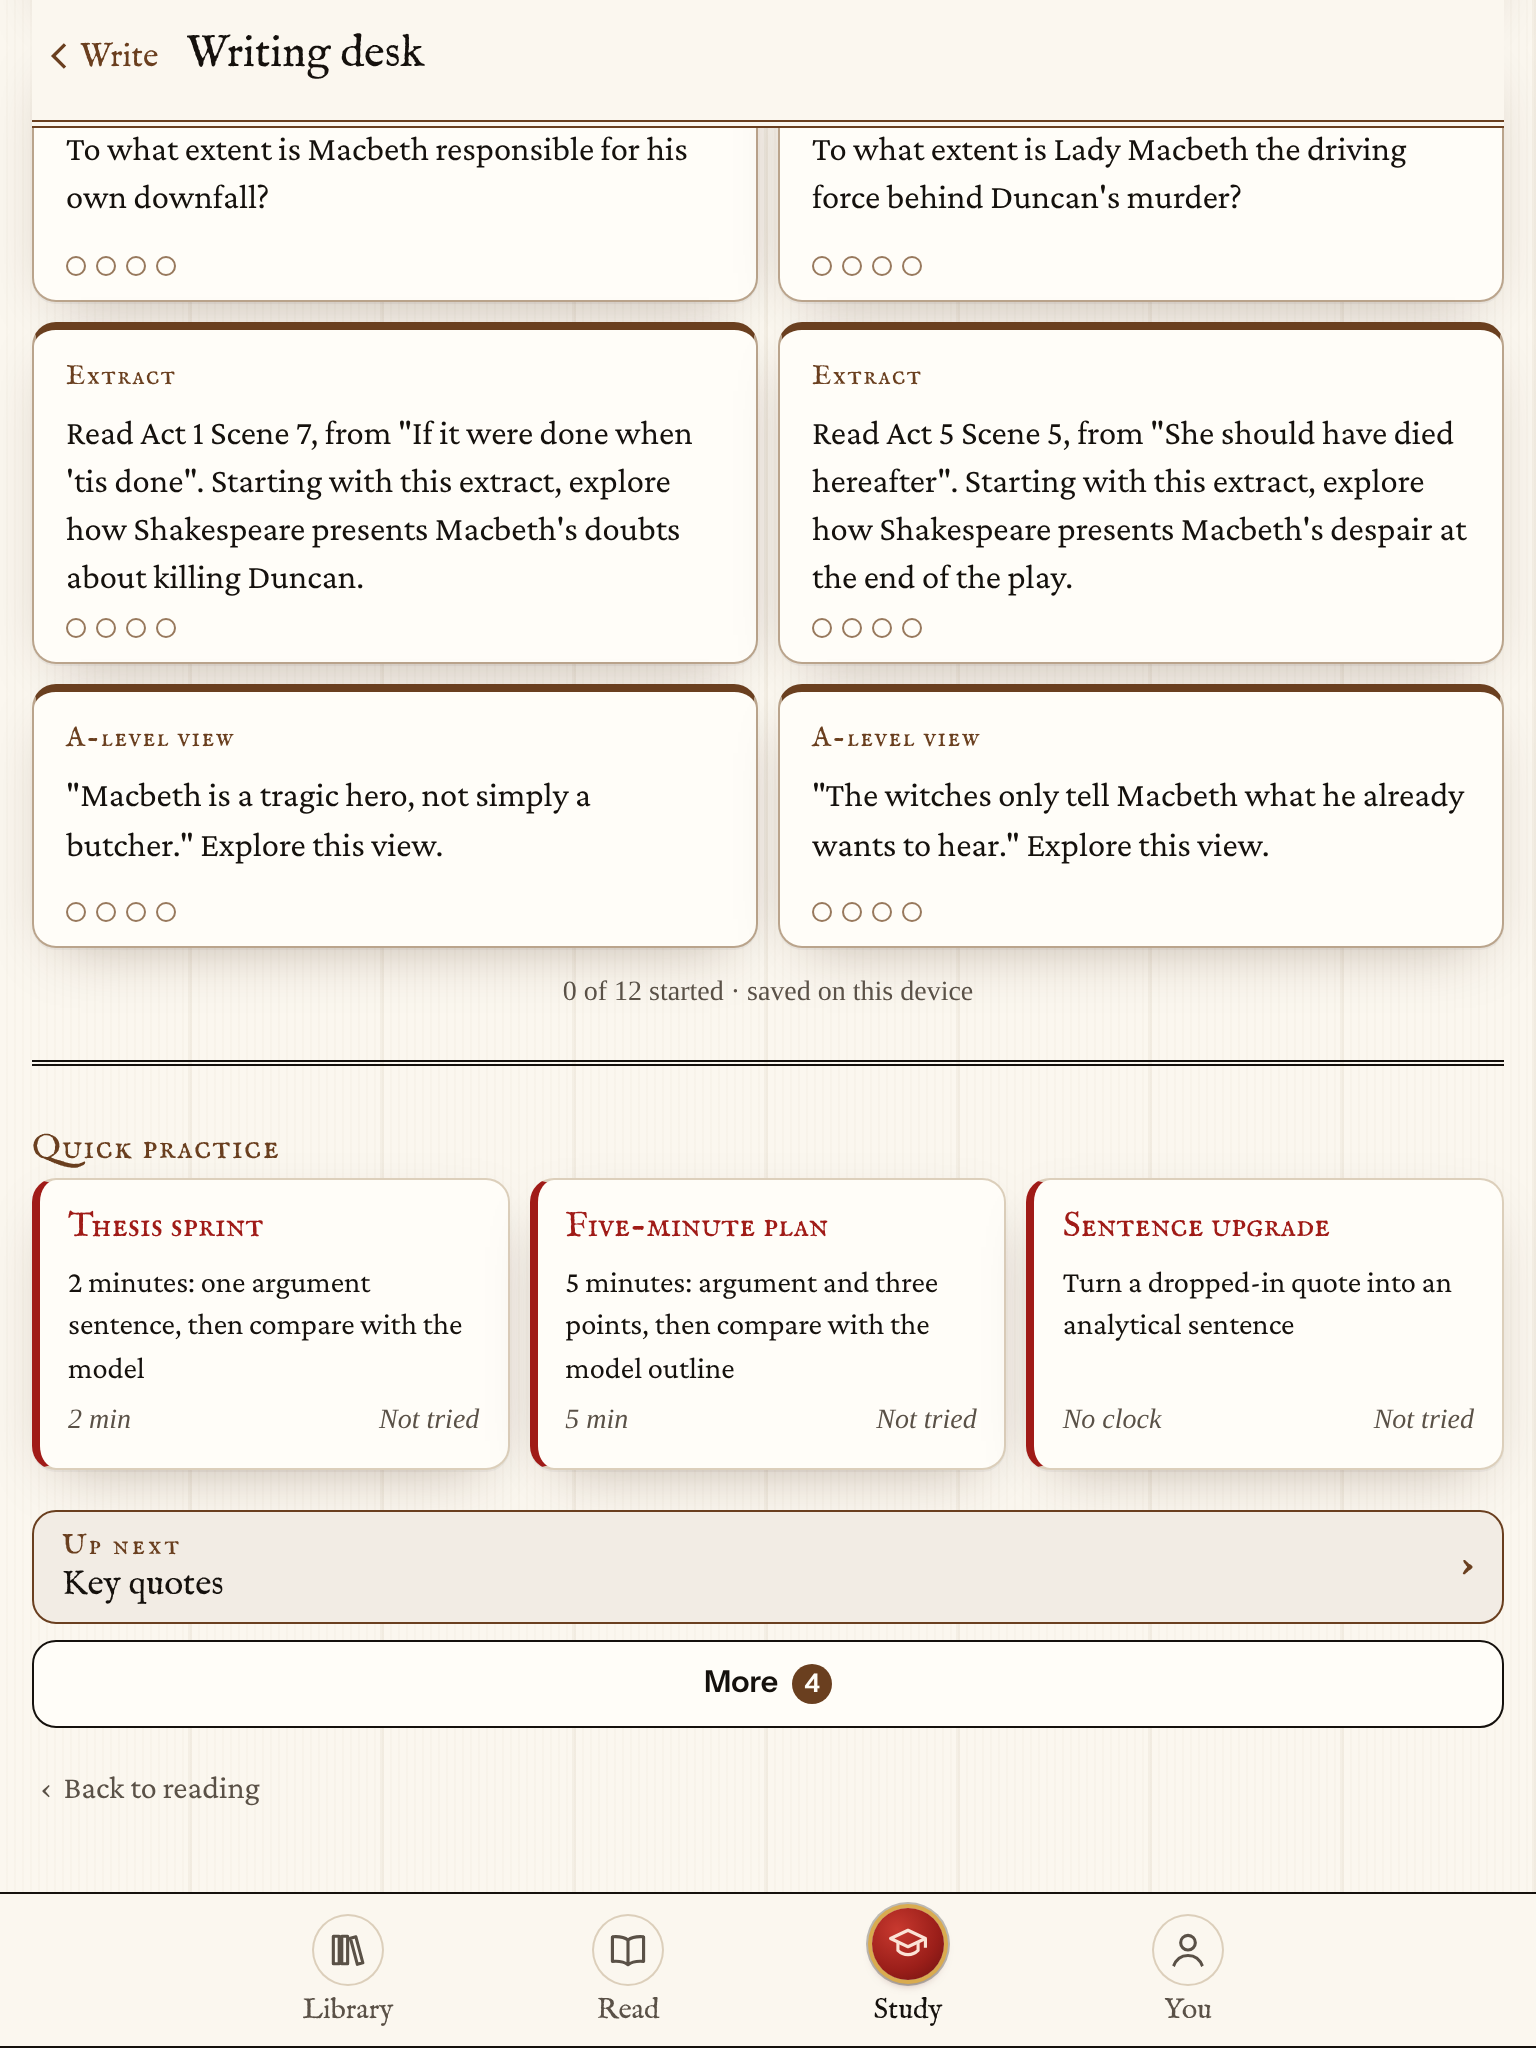 Write
Writing desk
To what extent is Macbeth responsible for his
own downfall?
To what extent is Lady Macbeth the driving
force behind Duncan's murder?
Extract
Read Act 1 Scene 7, from "If it were done when
'tis done". Starting with this extract, explore
how Shakespeare presents Macbeth's doubts
about killing Duncan.
Extract
Read Act 5 Scene 5, from "She should have died
hereafter". Starting with this extract, explore
how Shakespeare presents Macbeth's despair at
the end of the play.
A-level view
"Macbeth is a tragic hero, not simply a
butcher." Explore this view.
A-level view
"The witches only tell Macbeth what he already
wants to hear." Explore this view.
0 of 12 started · saved on this device
Quick practice
Thesis sprint
2 minutes: one argument
sentence, then compare with the
model
2 min
Not tried
Five-minute plan
5 minutes: argument and three
points, then compare with the
model outline
5 min
Not tried
Sentence upgrade
Turn a dropped-in quote into an
analytical sentence
No clock
Not tried
Up next
Key quotes ›
More 4
‹ Back to reading
Library
Read
Study
You